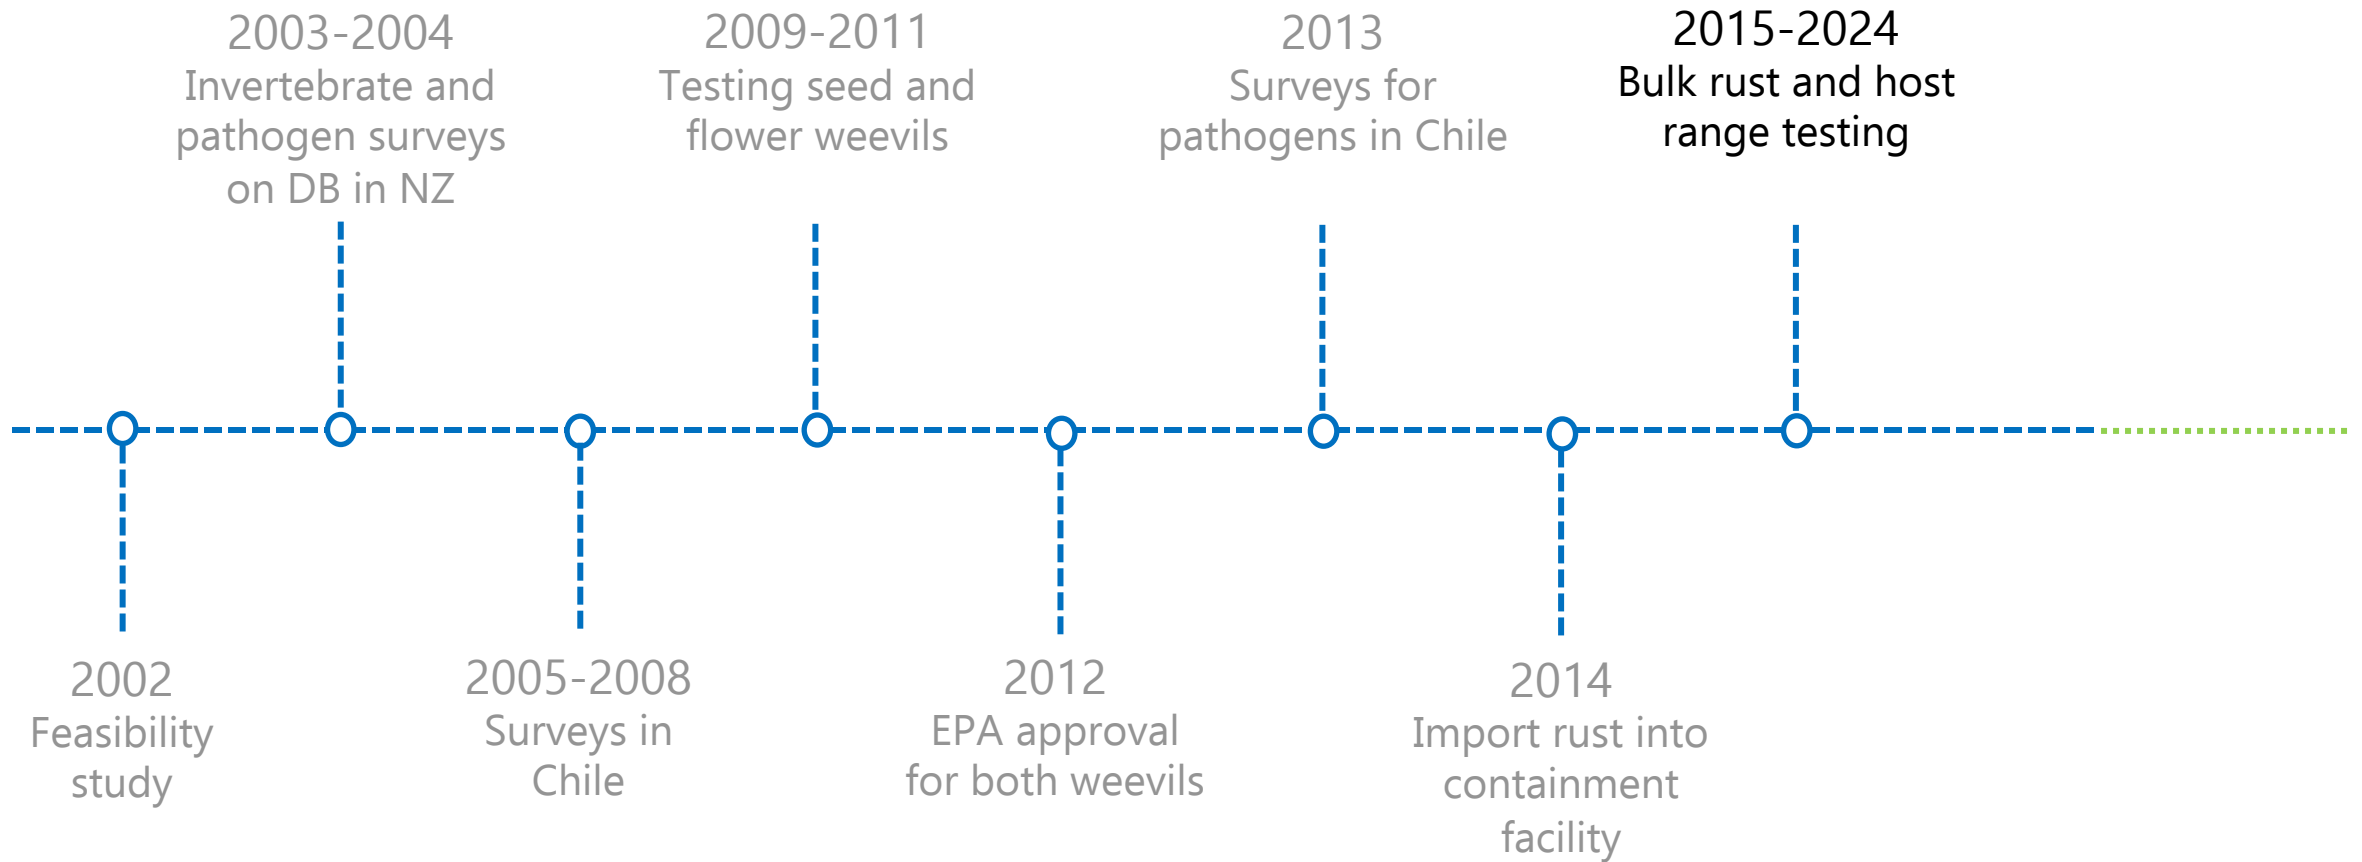 2003-2004
Invertebrate and
pathogen surveys
on DB in NZ
2009-2011
Testing seed and
flower weevils
2013
Surveys for
pathogens in Chile
2015-2024
Bulk rust and host
range testing
2002
Feasibility
study
2005-2008
Surveys in
Chile
2012
EPA approval
for both weevils
2014
Import rust into
containment
facility